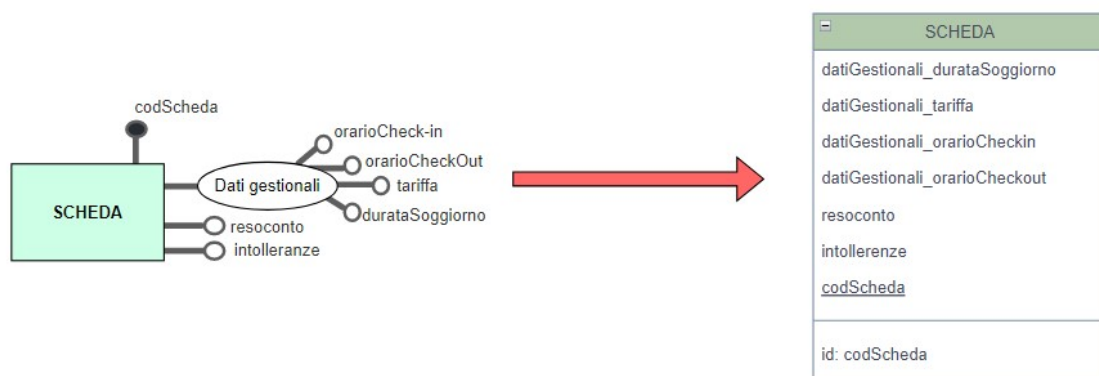 codScheda
orarioCheck-in
orarioCheckOut
Dati gestionali
tariffa
SCHEDA
durataSoggiorno
resoconto
intolleranze
SCHEDA
datiGestionali_durataSoggiorno
datiGestionali_tariffa
datiGestionali_orarioCheckin
datiGestionali_orarioCheckout
resoconto
intollerenze
codScheda
id: codScheda